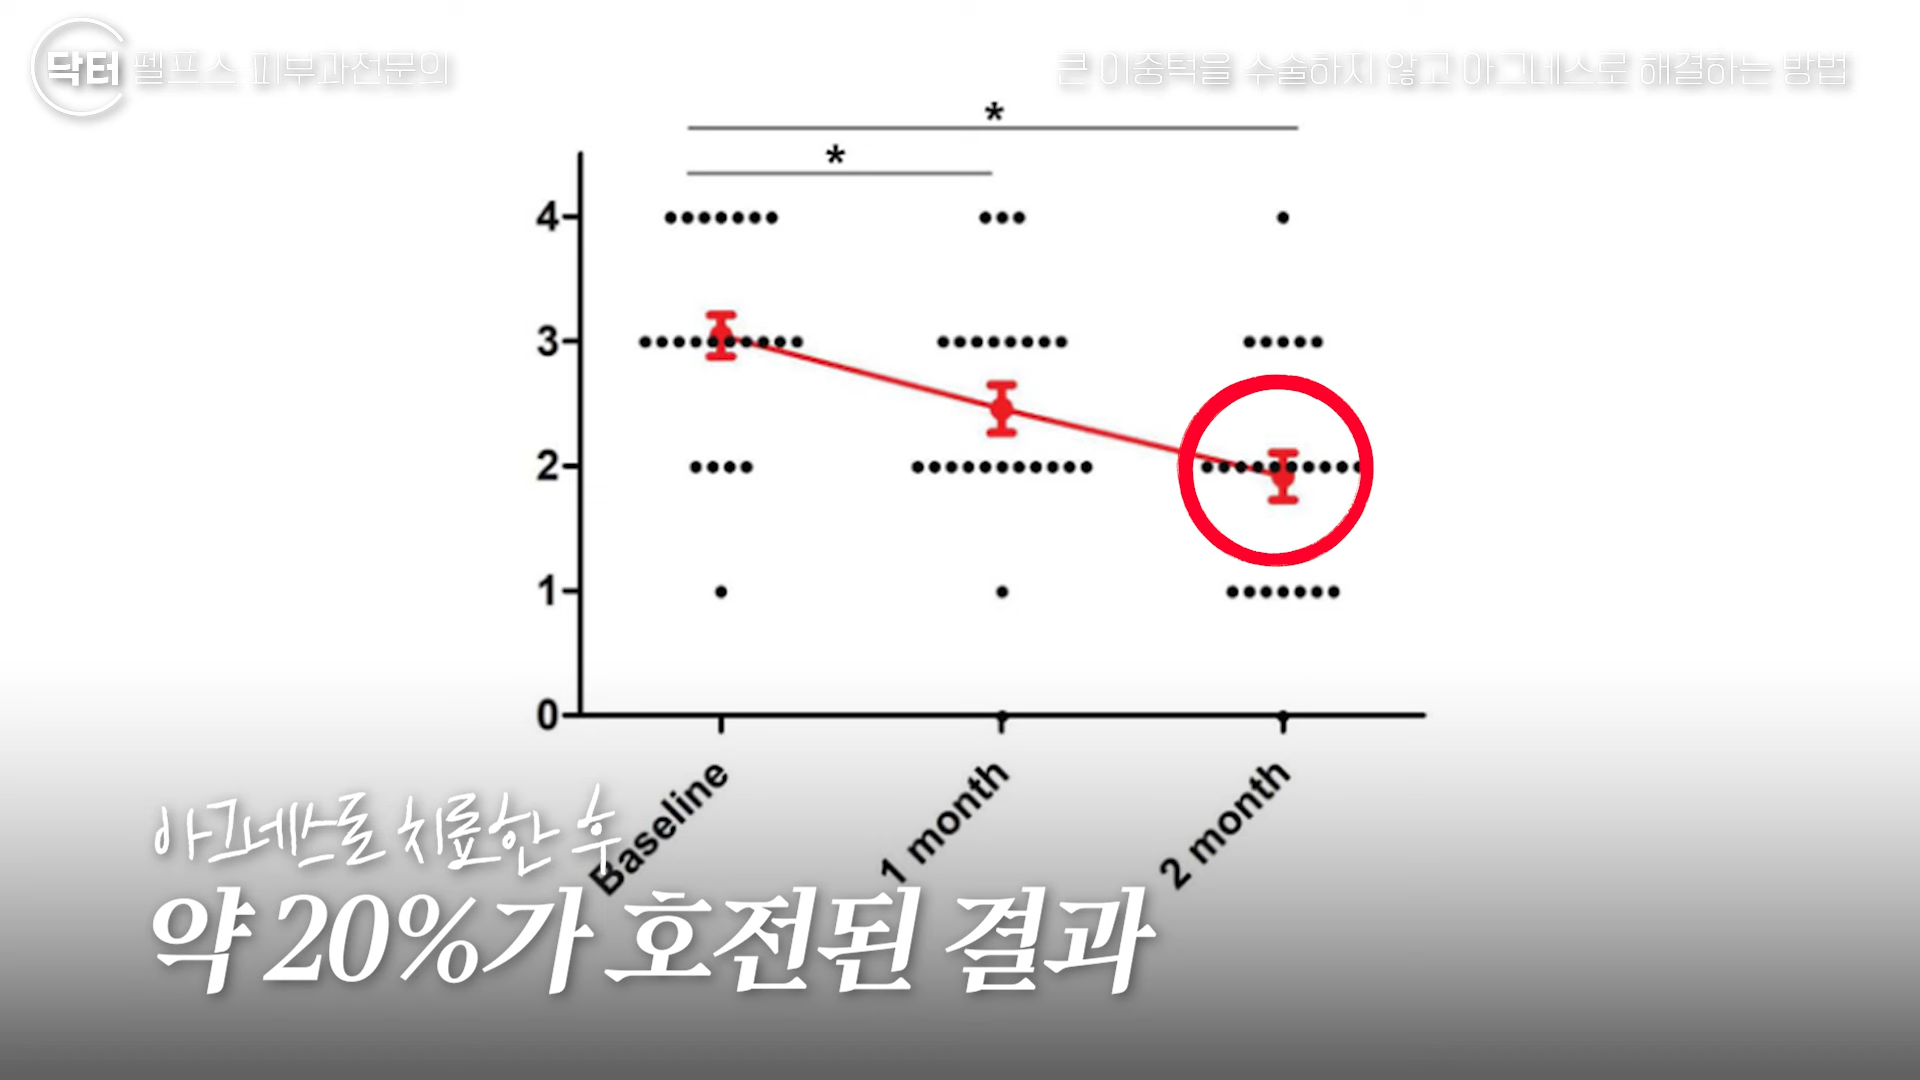 닥터 펠프스 피부과전문의
큰 이중턱을 수술하지 않고 아그네스로 해결하는 방법
*
*
4
3
2
1
0
Baseline
1 month
2 month
아그네스로 치료한 후
약 20%가 호전된 결과